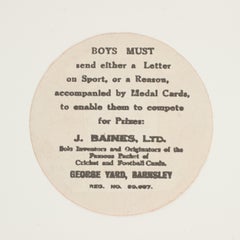 BOYS MUST
send either a Letter
on Sport, or a Reason,
accompanied by Medal Cards,
to enable them to compete
for Prizes:
J. BAINES, LTD.
Sole Inventors and Originators of the
Famous Packet of
Cricket and Football Cards,
GEORGE YARD, BARNSLEY
REG. NO.